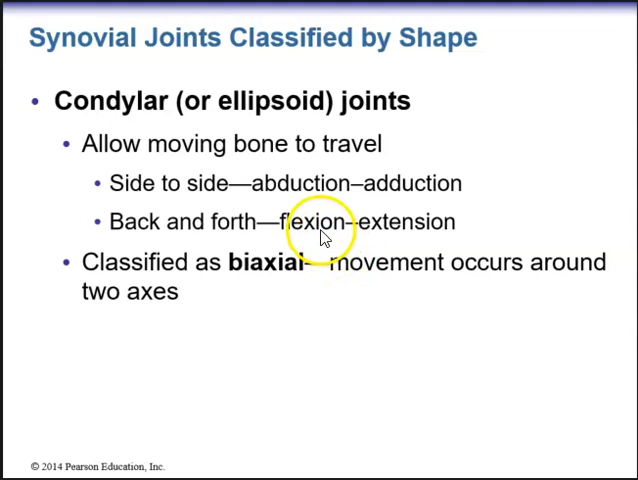 Synovial Joints Classified by Shape
• Condylar (or ellipsoid) joints
• Allow moving bone to travel
• Side to side—abduction–adduction
• Back and forth—flexion–extension
• Classified as biaxial—movement occurs around
two axes
© 2014 Pearson Education, Inc.